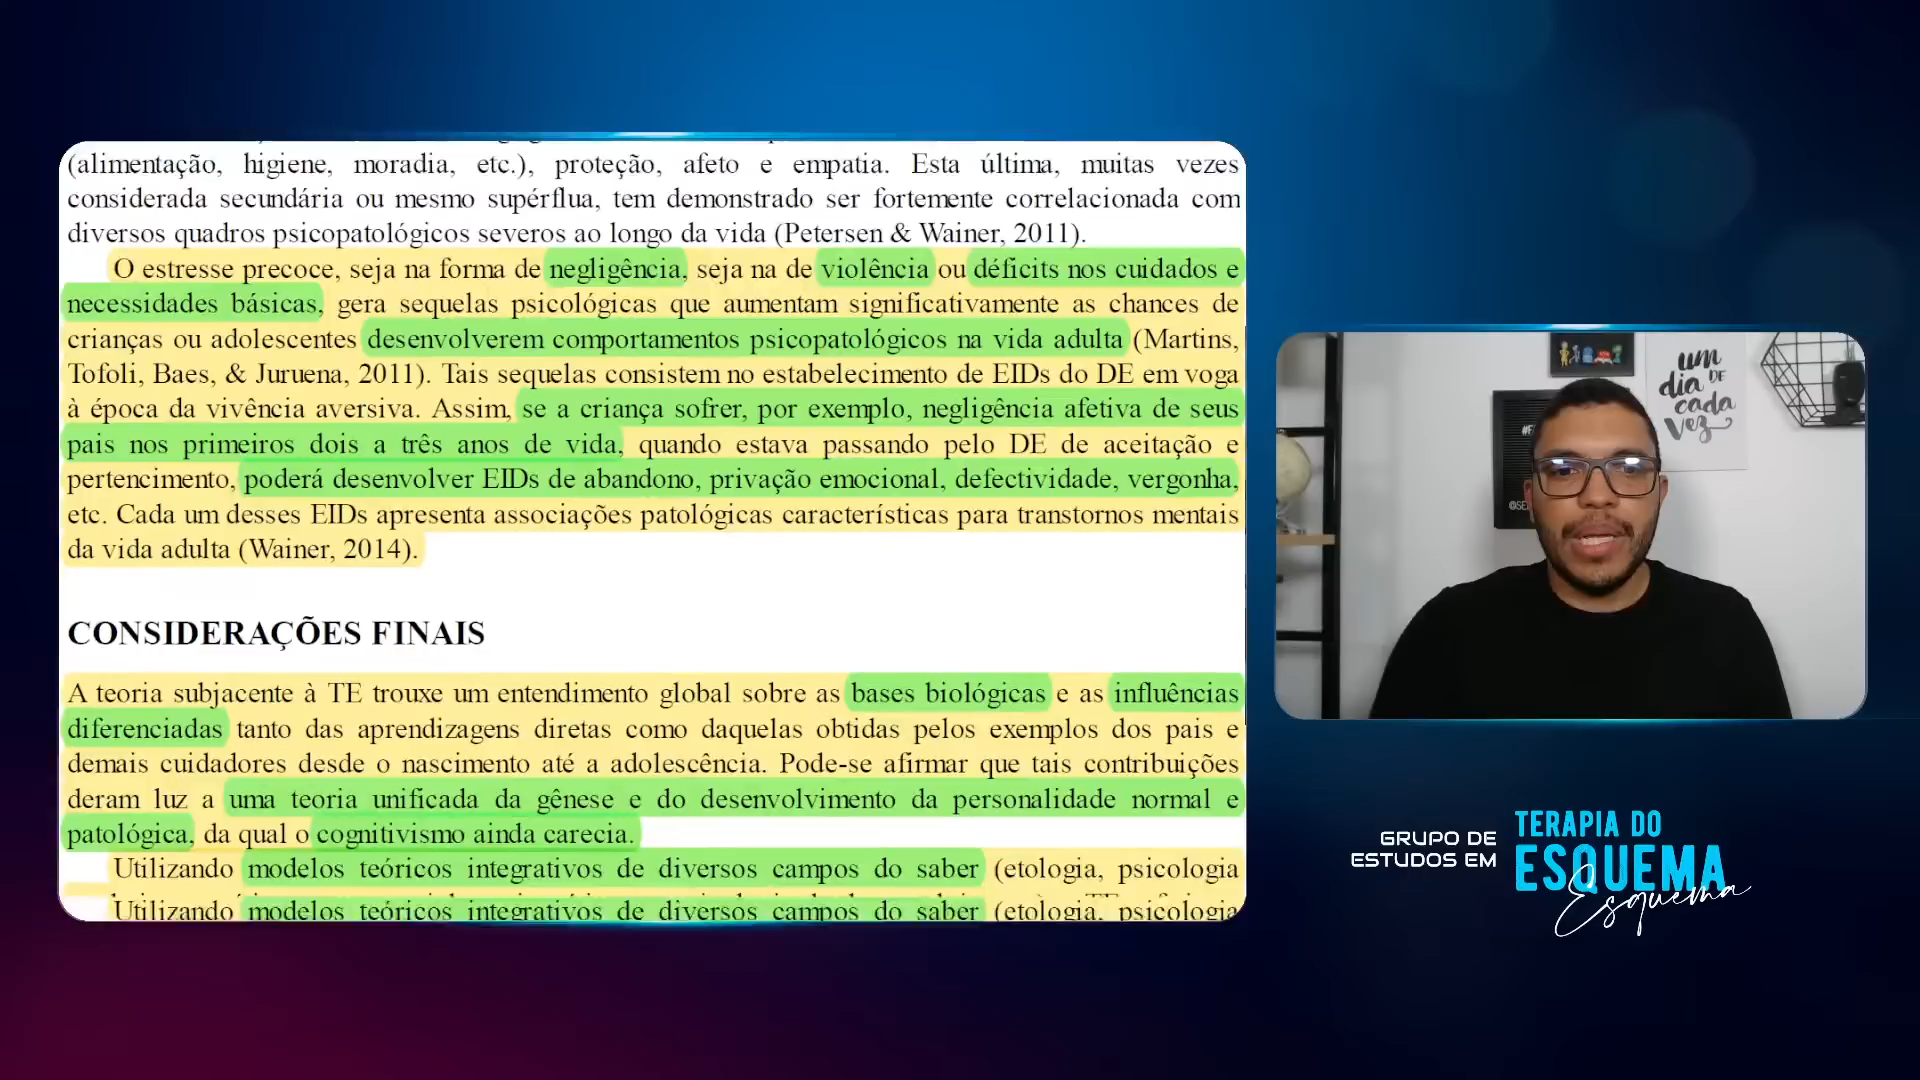 (alimentação, higiene, moradia, etc.), proteção, afeto e empatia. Esta última, muitas vezes
considerada secundária ou mesmo supérflua, tem demonstrado ser fortemente correlacionada com
diversos quadros psicopatológicos severos ao longo da vida (Petersen & Wainer, 2011).
O estresse precoce, seja na forma de negligência, seja na de violência ou déficits nos cuidados e
necessidades básicas, gera sequelas psicológicas que aumentam significativamente as chances de
crianças ou adolescentes desenvolverem comportamentos psicopatológicos na vida adulta (Martins,
Tofoli, Baes, & Juruena, 2011). Tais sequelas consistem no estabelecimento de EIDs do DE em voga
à época da vivência aversiva. Assim, se a criança sofrer, por exemplo, negligência afetiva de seus
pais nos primeiros dois a três anos de vida, quando estava passando pelo DE de aceitação e
pertencimento, poderá desenvolver EIDs de abandono, privação emocional, defectividade, vergonha,
etc. Cada um desses EIDs apresenta associações patológicas características para transtornos mentais
da vida adulta (Wainer, 2014).
CONSIDERAÇÕES FINAIS
A teoria subjacente à TE trouxe um entendimento global sobre as bases biológicas e as influências
diferenciadas tanto das aprendizagens diretas como daquelas obtidas pelos exemplos dos pais e
demais cuidadores desde o nascimento até a adolescência. Pode-se afirmar que tais contribuições
deram luz a uma teoria unificada da gênese e do desenvolvimento da personalidade normal e
patológica, da qual o cognitivismo ainda carecia.
Utilizando modelos teóricos integrativos de diversos campos do saber (etologia, psicologia
Utilizando modelos teóricos integrativos de diversos campos do saber (etologia, psicologia
um
dia DE
cada
vez
GRUPO DE
ESTUDOS EM
TERAPIA DO
ESQUEMA
Esquema